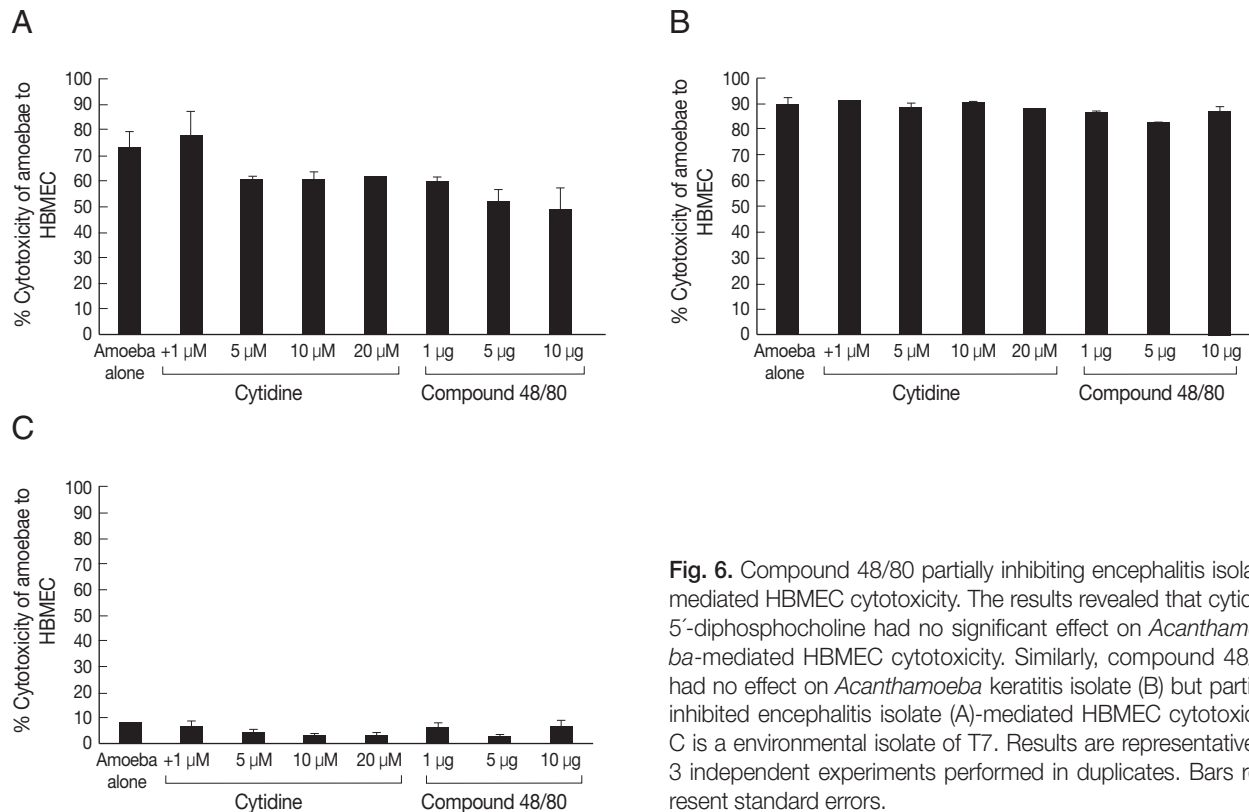 A
% Cytotoxicity of amoebae to
HBMEC
100
90
80
70
60
50
40
30
20
10
0
Amoeba alone
+1 µM
5 µM
10 µM
20 µM
1 µg
5 µg
10 µg
Cytidine
Compound 48/80
B
% Cytotoxicity of amoebae to
HBMEC
100
90
80
70
60
50
40
30
20
10
0
Amoeba alone
+1 µM
5 µM
10 µM
20 µM
1 µg
5 µg
10 µg
Cytidine
Compound 48/80
C
% Cytotoxicity of amoebae to
HBMEC
100
90
80
70
60
50
40
30
20
10
0
Amoeba alone
+1 µM
5 µM
10 µM
20 µM
1 µg
5 µg
10 µg
Cytidine
Compound 48/80
Fig. 6. Compound 48/80 partially inhibiting encephalitis isola
mediated HBMEC cytotoxicity. The results revealed that cytid
5´-diphosphocholine had no significant effect on Acantham
ba-mediated HBMEC cytotoxicity. Similarly, compound 48/
had no effect on Acanthamoeba keratitis isolate (B) but parti
inhibited encephalitis isolate (A)-mediated HBMEC cytotoxic
C is a environmental isolate of T7. Results are representative
3 independent experiments performed in duplicates. Bars re
resent standard errors.